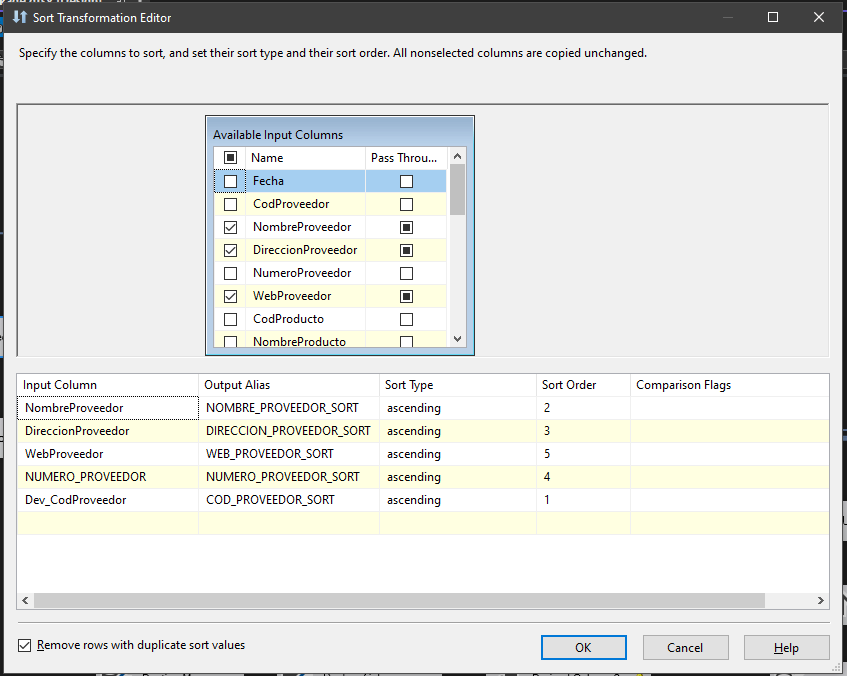 Sort Transformation Editor
Specify the columns to sort, and set their sort type and their sort order. All nonselected columns are copied unchanged.
Available Input Columns
Name Pass Throu...
Fecha
CodProveedor
NombreProveedor
DireccionProveedor
NumeroProveedor
WebProveedor
CodProducto
NombreProducto
Input Column Output Alias Sort Type Sort Order Comparison Flags
NombreProveedor NOMBRE_PROVEEDOR_SORT ascending 2
DireccionProveedor DIRECCION_PROVEEDOR_SORT ascending 3
WebProveedor WEB_PROVEEDOR_SORT ascending 5
NUMERO_PROVEEDOR NUMERO_PROVEEDOR_SORT ascending 4
Dev_CodProveedor COD_PROVEEDOR_SORT ascending 1
Remove rows with duplicate sort values
OK Cancel Help